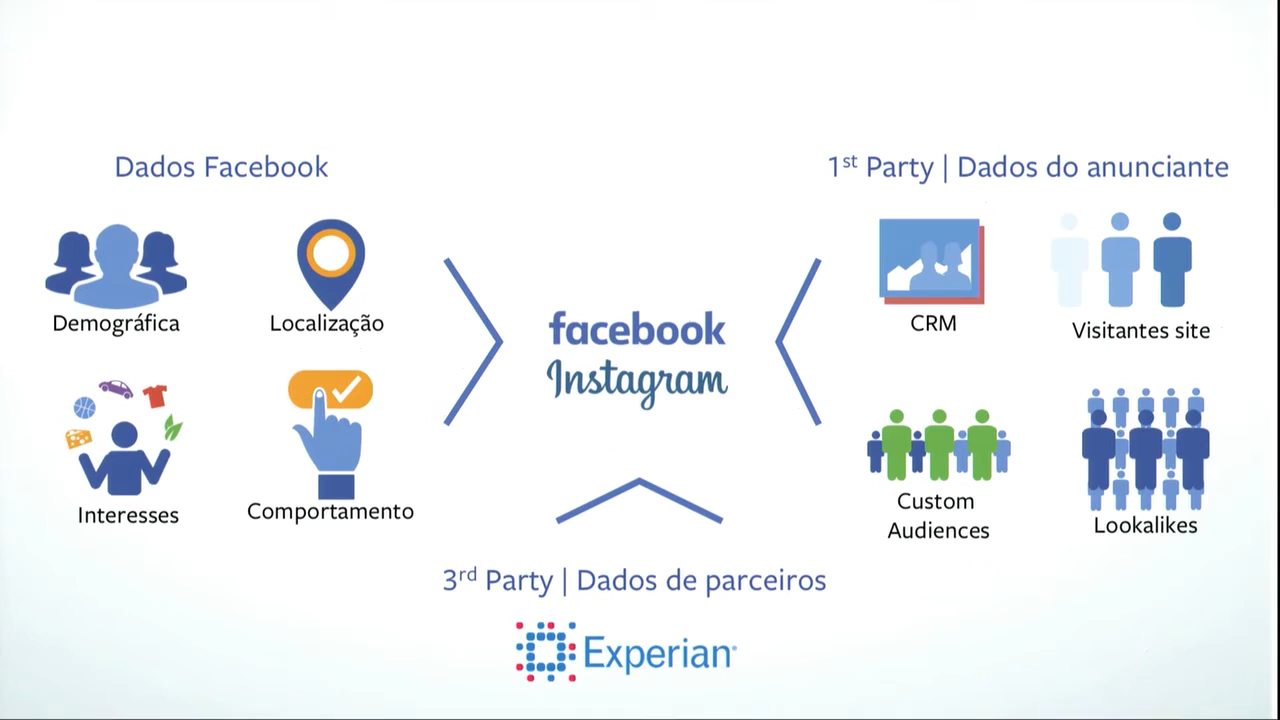 Dados Facebook
Demográfica
Localização
Interesses
Comportamento
facebook
Instagram
1st Party | Dados do anunciante
CRM
Visitantes site
Custom
Audiences
Lookalikes
3rd Party | Dados de parceiros
Experian